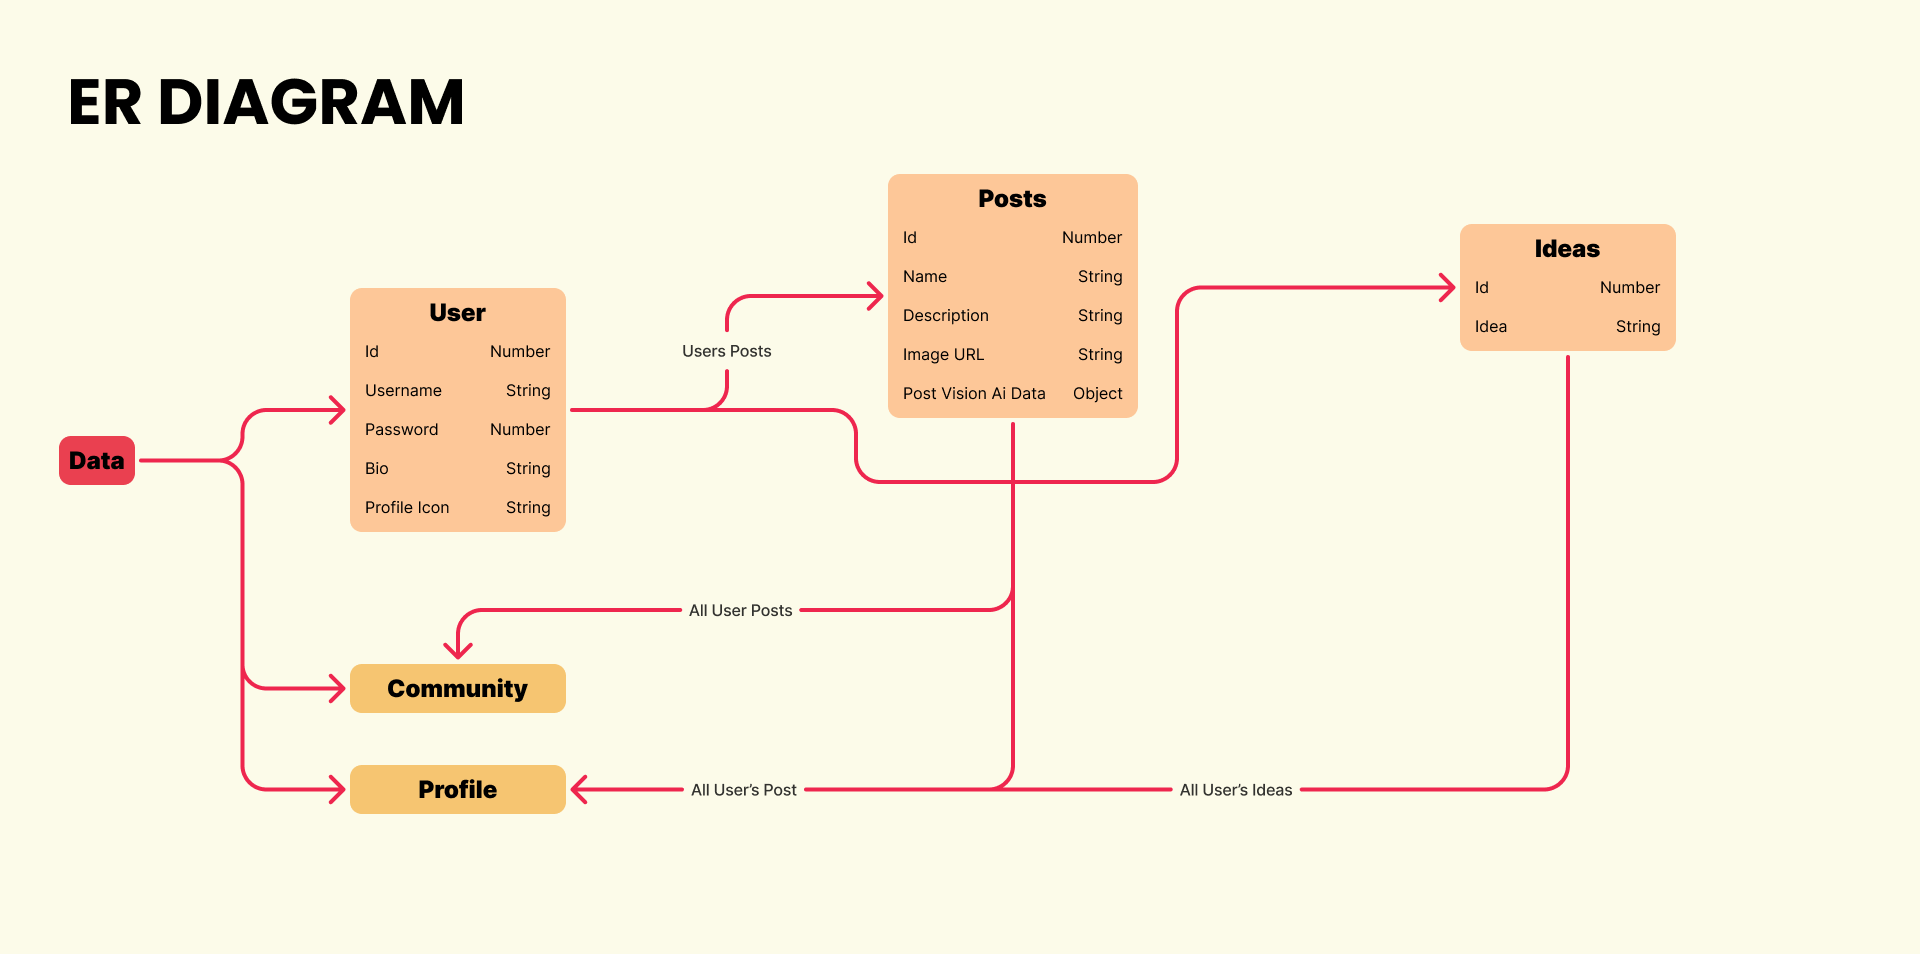 ER DIAGRAM
Data
User
Id Number
Username String
Password Number
Bio String
Profile Icon String
Users Posts
Posts
Id Number
Name String
Description String
Image URL String
Post Vision Ai Data Object
Ideas
Id Number
Idea String
All User Posts
Community
Profile
All User’s Post
All User’s Ideas